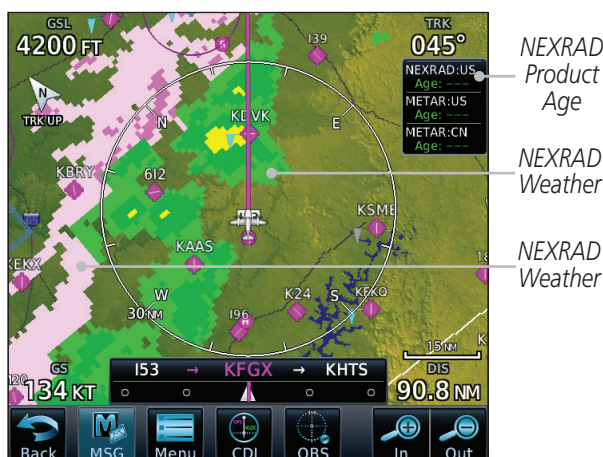 GSL
4200 FT
I39
TRK
045°
N
TRK UP
NEXRAD:US
Age: – – –
METAR:US
Age: – – –
METAR:CN
Age: – – –
NEXRAD
Product
Age
N
KDVK
E
KBRY
6I2
NEXRAD
Weather
KSME
KAAS
NEXRAD
Weather
KEKX
W
K24
S
KFKQ
30NM
I96
15 NM
GS
134 KT
I53 → KFGX → KHTS
DIS
90.8 NM
Back
MSG
Menu
CDI
OBS
In
Out